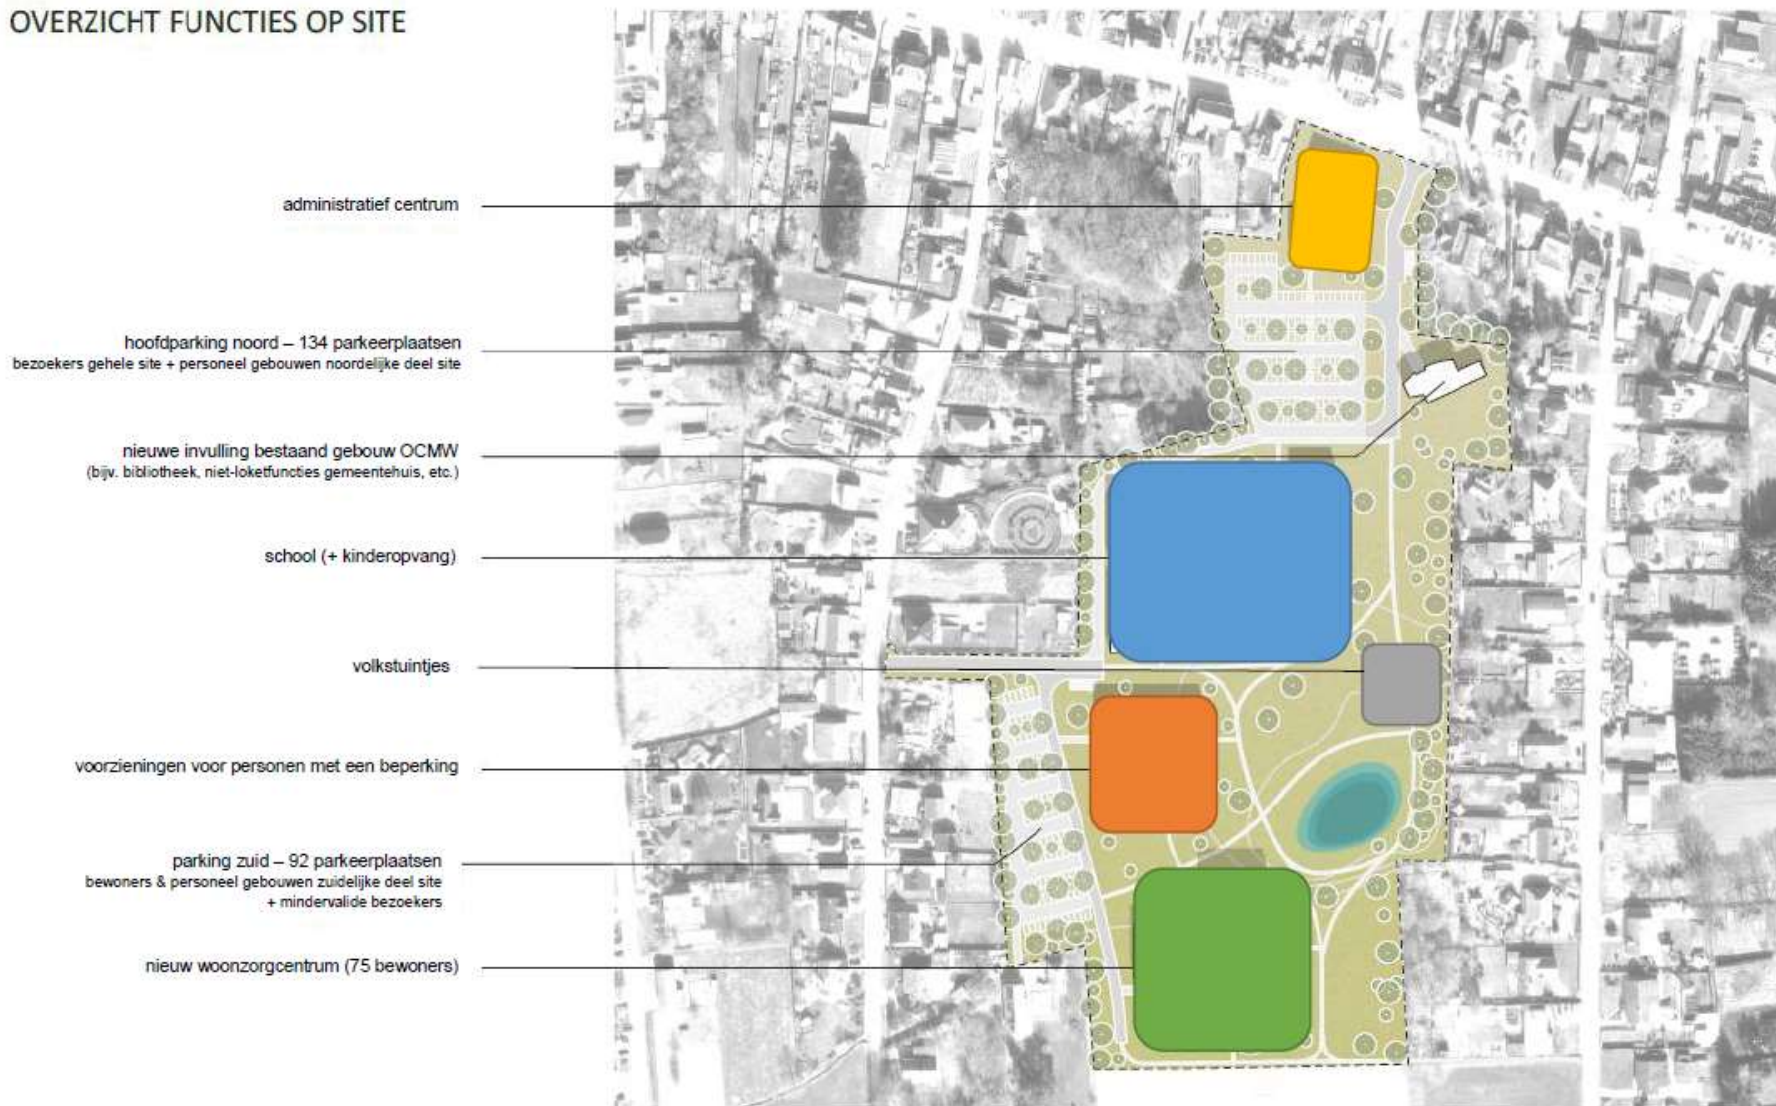 OVERZICHT FUNCTIES OP SITE
administratief centrum
hoofdparking noord – 134 parkeerplaatsen
bezoekers gehele site + personeel gebouwen noordelijke deel site
nieuwe invulling bestaand gebouw OCMW
(bijv. bibliotheek, niet-loketfuncties gemeentehuis, etc.)
school (+ kinderopvang)
volkstuintjes
voorzieningen voor personen met een beperking
parking zuid – 92 parkeerplaatsen
bewoners & personeel gebouwen zuidelijke deel site
+ mindervalide bezoekers
nieuw woonzorgcentrum (75 bewoners)